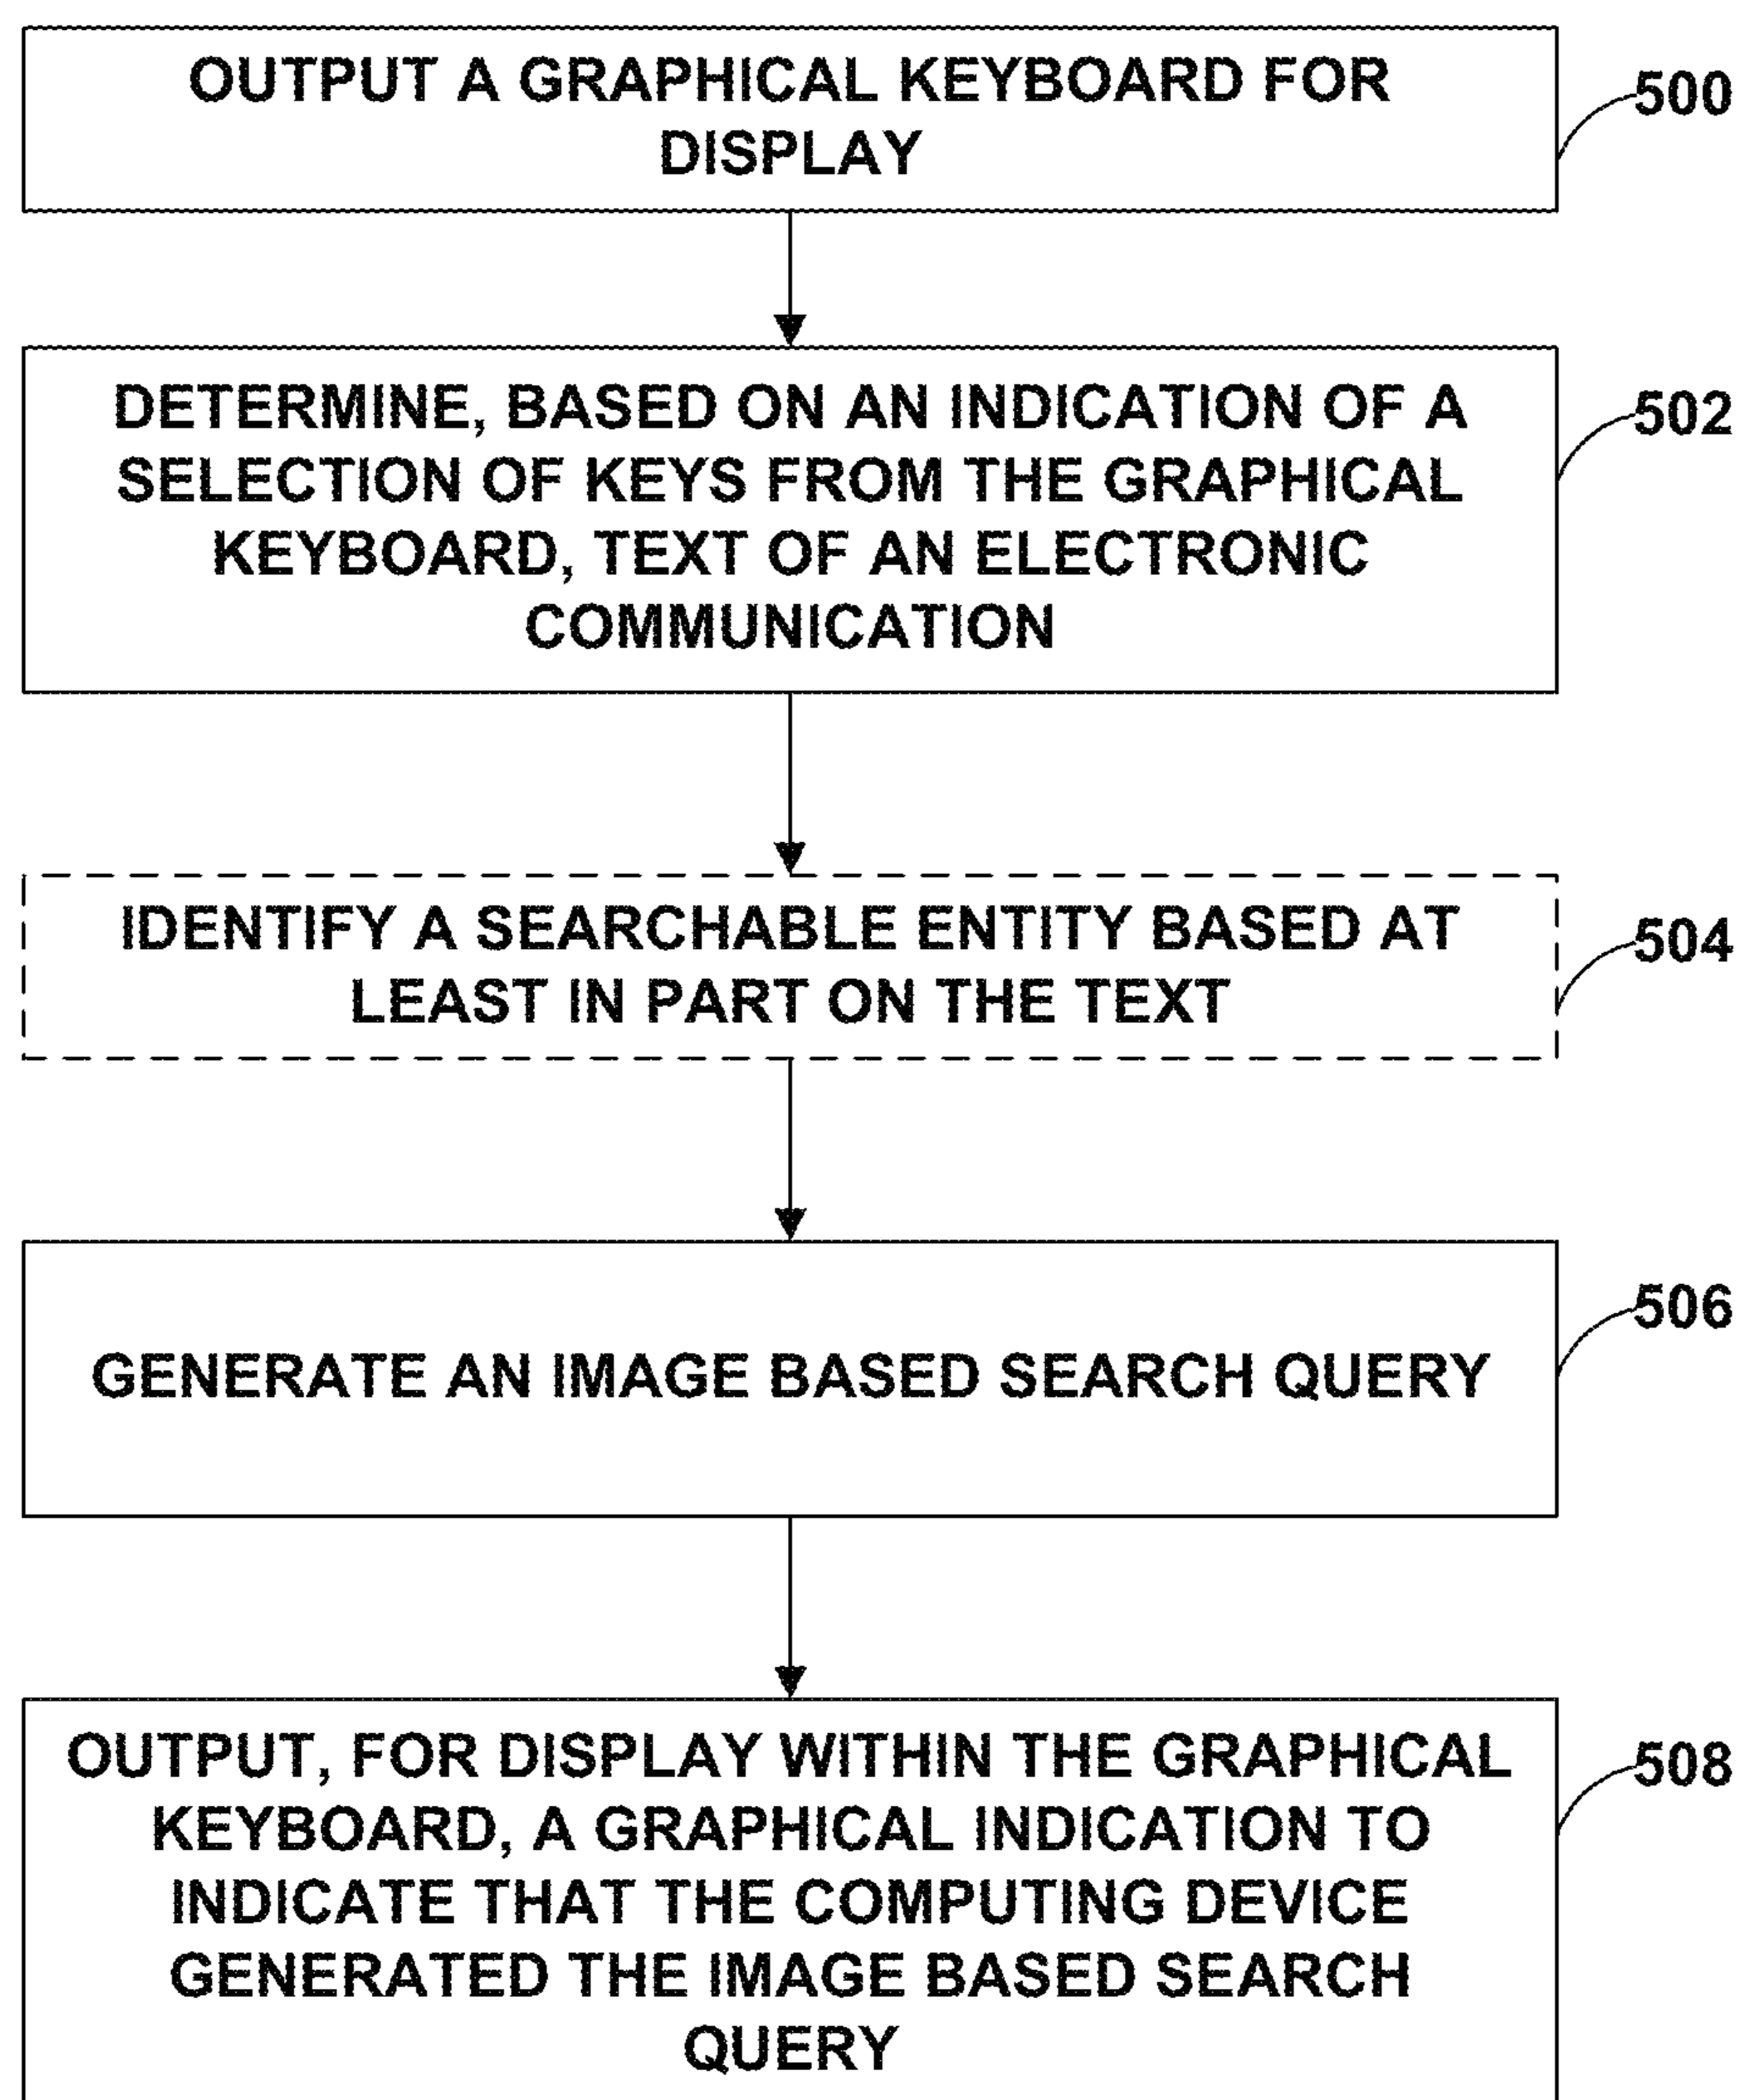 OUTPUT A GRAPHICAL KEYBOARD FOR
DISPLAY
500
DETERMINE, BASED ON AN INDICATION OF A
SELECTION OF KEYS FROM THE GRAPHICAL
KEYBOARD, TEXT OF AN ELECTRONIC
COMMUNICATION
502
IDENTIFY A SEARCHABLE ENTITY BASED AT
LEAST IN PART ON THE TEXT
504
GENERATE AN IMAGE BASED SEARCH QUERY
506
OUTPUT, FOR DISPLAY WITHIN THE GRAPHICAL
KEYBOARD, A GRAPHICAL INDICATION TO
INDICATE THAT THE COMPUTING DEVICE
GENERATED THE IMAGE BASED SEARCH
QUERY
508